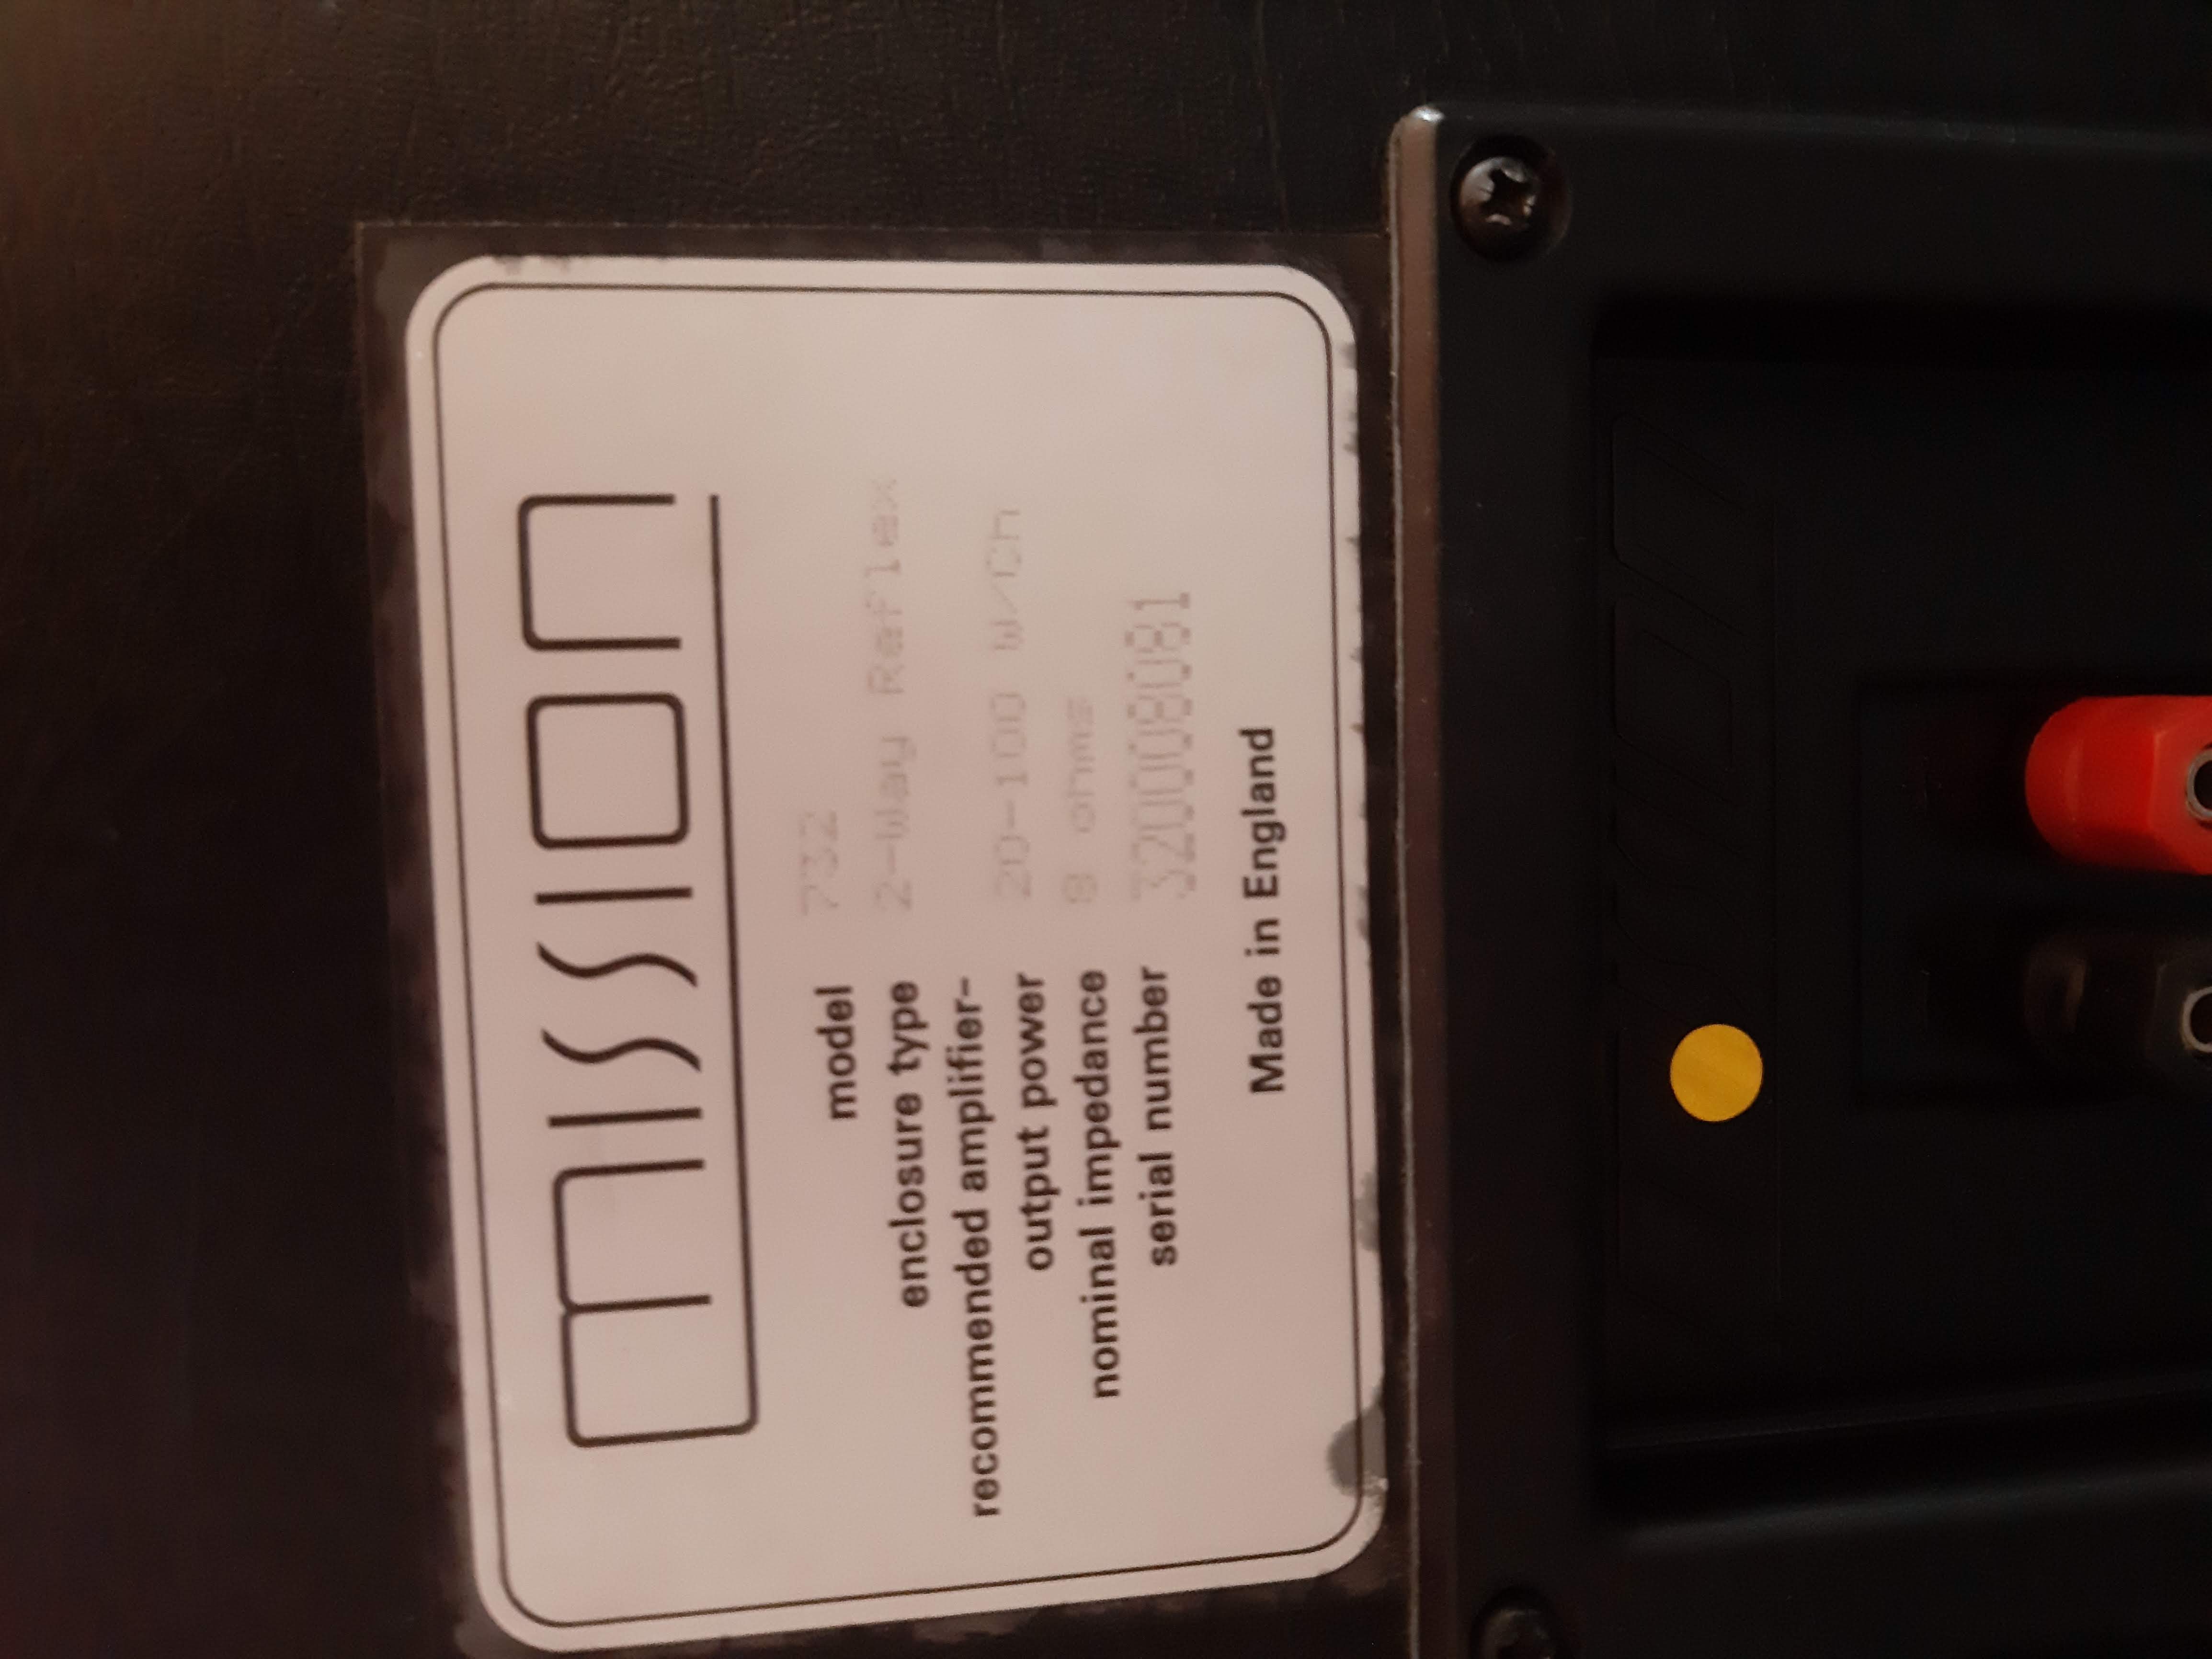 mission
model 732
enclosure type 2-Way Reflex
recommended amplifier-
output power 20-100 W/Ch
nominal impedance 8 ohms
serial number 320008081
Made in England